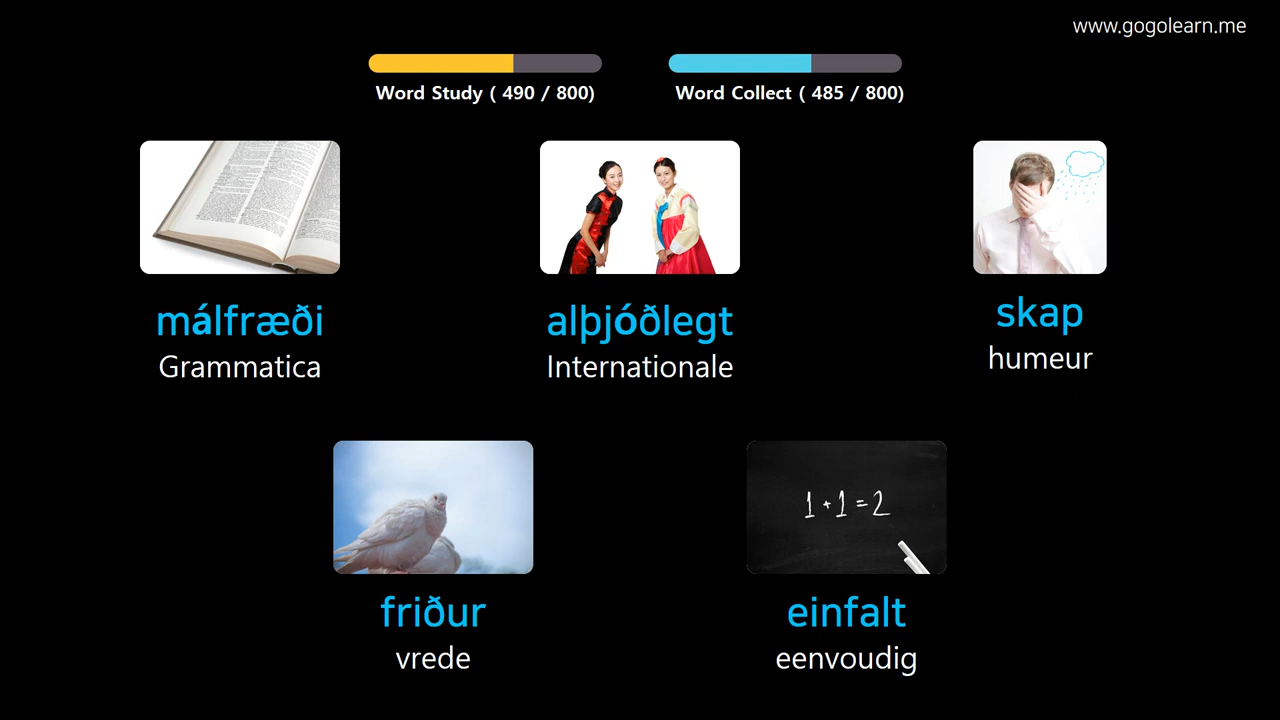 www.gogolearn.me
Word Study ( 490 / 800)
Word Collect ( 485 / 800)
málfræði
Grammatica
alþjóðlegt
Internationale
skap
humeur
1+1=2
friður
vrede
einfalt
eenvoudig